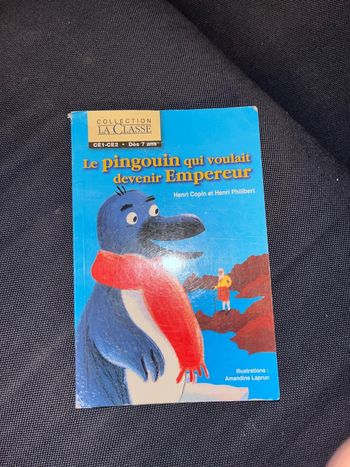 COLLECTION
LA CLASSE
CE1-CE2 • Dès 7 ans
Le pingouin qui voulait
devenir Empereur
Henri Copin et Henri Philibert
Illustrations :
Amandine Laprun